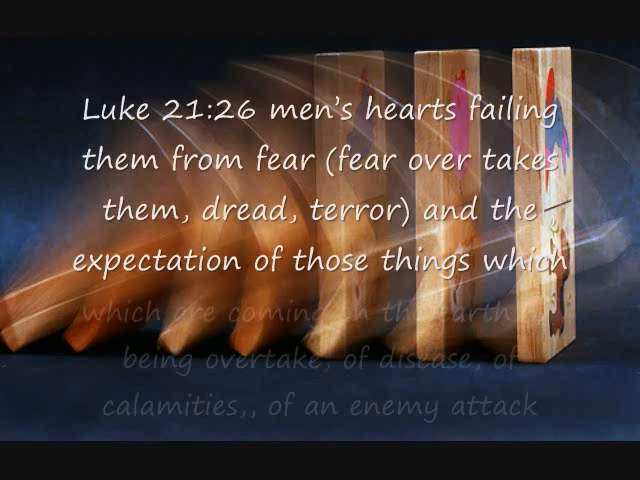 Luke 21:26 men's hearts failing
them from fear (fear over takes
them, dread, terror) and the
expectation of those things which
which are coming on the earth
being overtake, of disease, of
calamities,, of an enemy attack